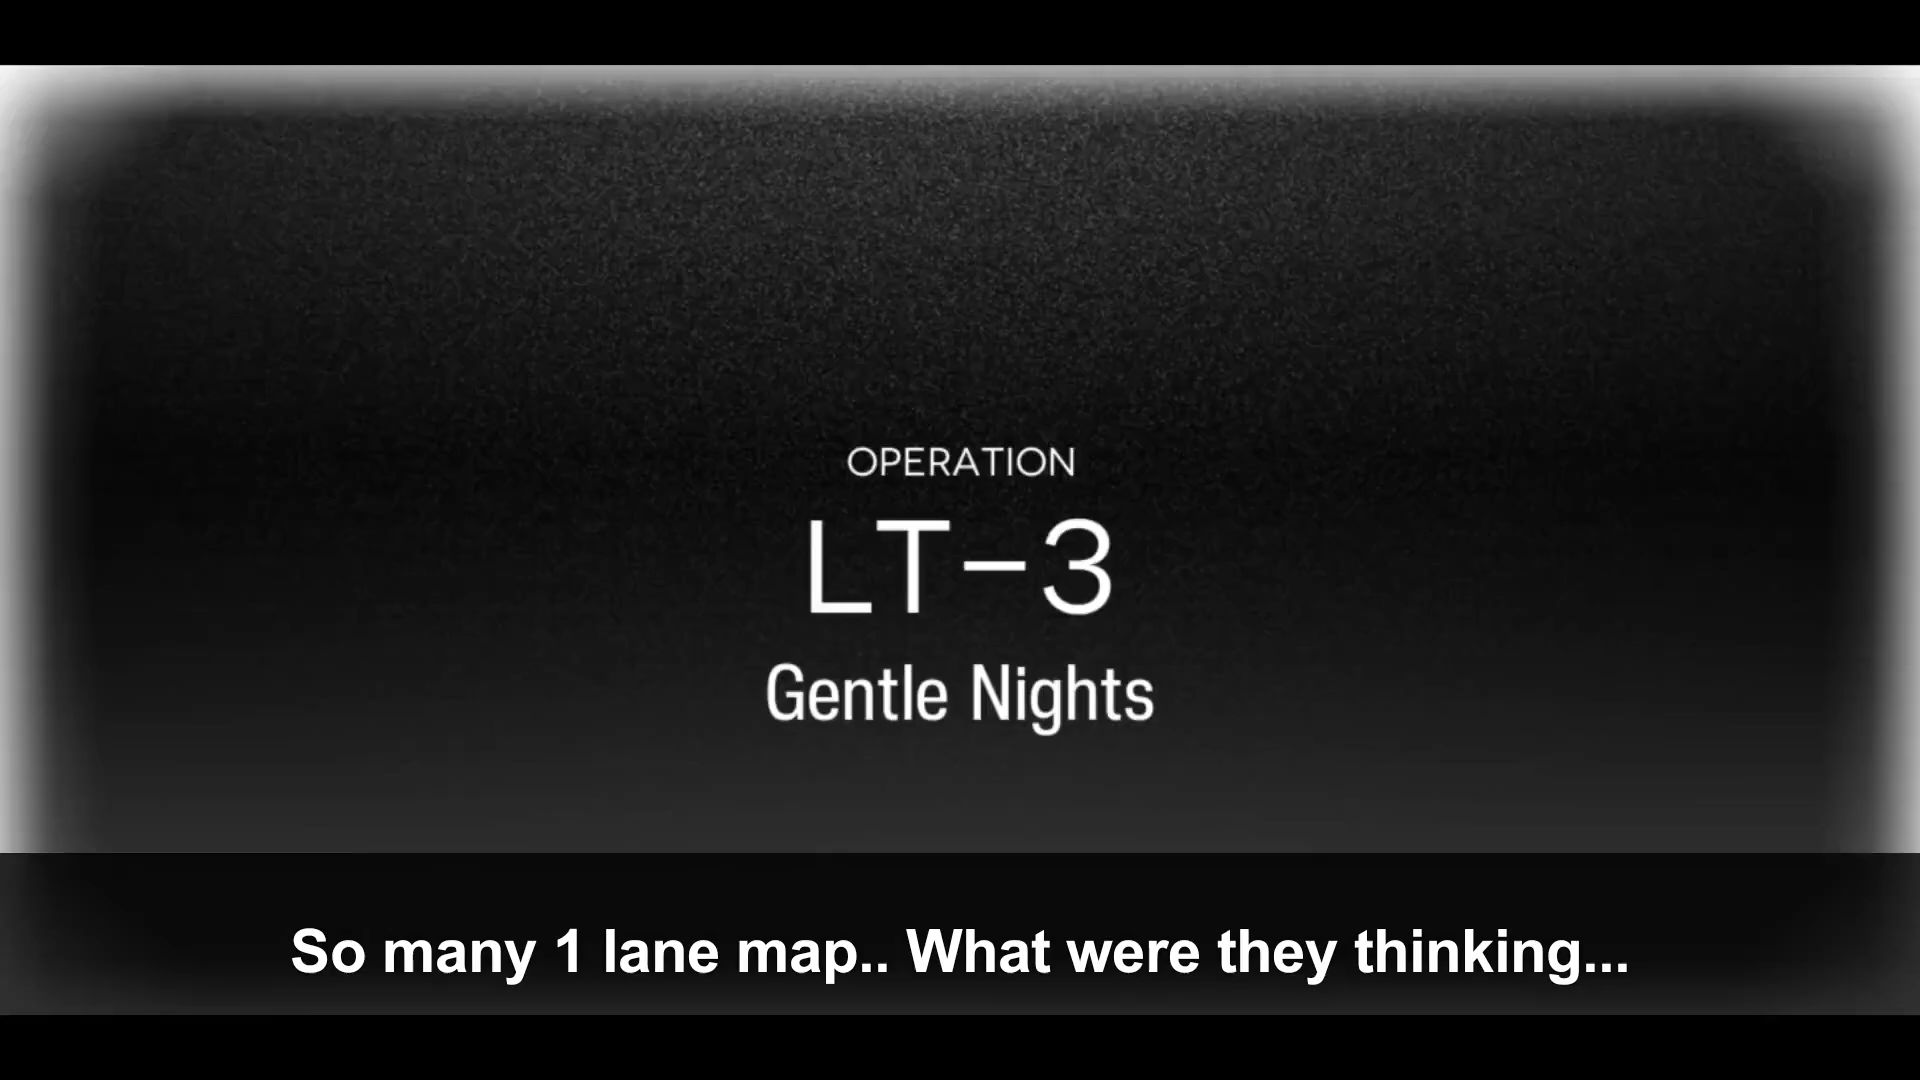 OPERATION
LT-3
Gentle Nights
So many 1 lane map.. What were they thinking...